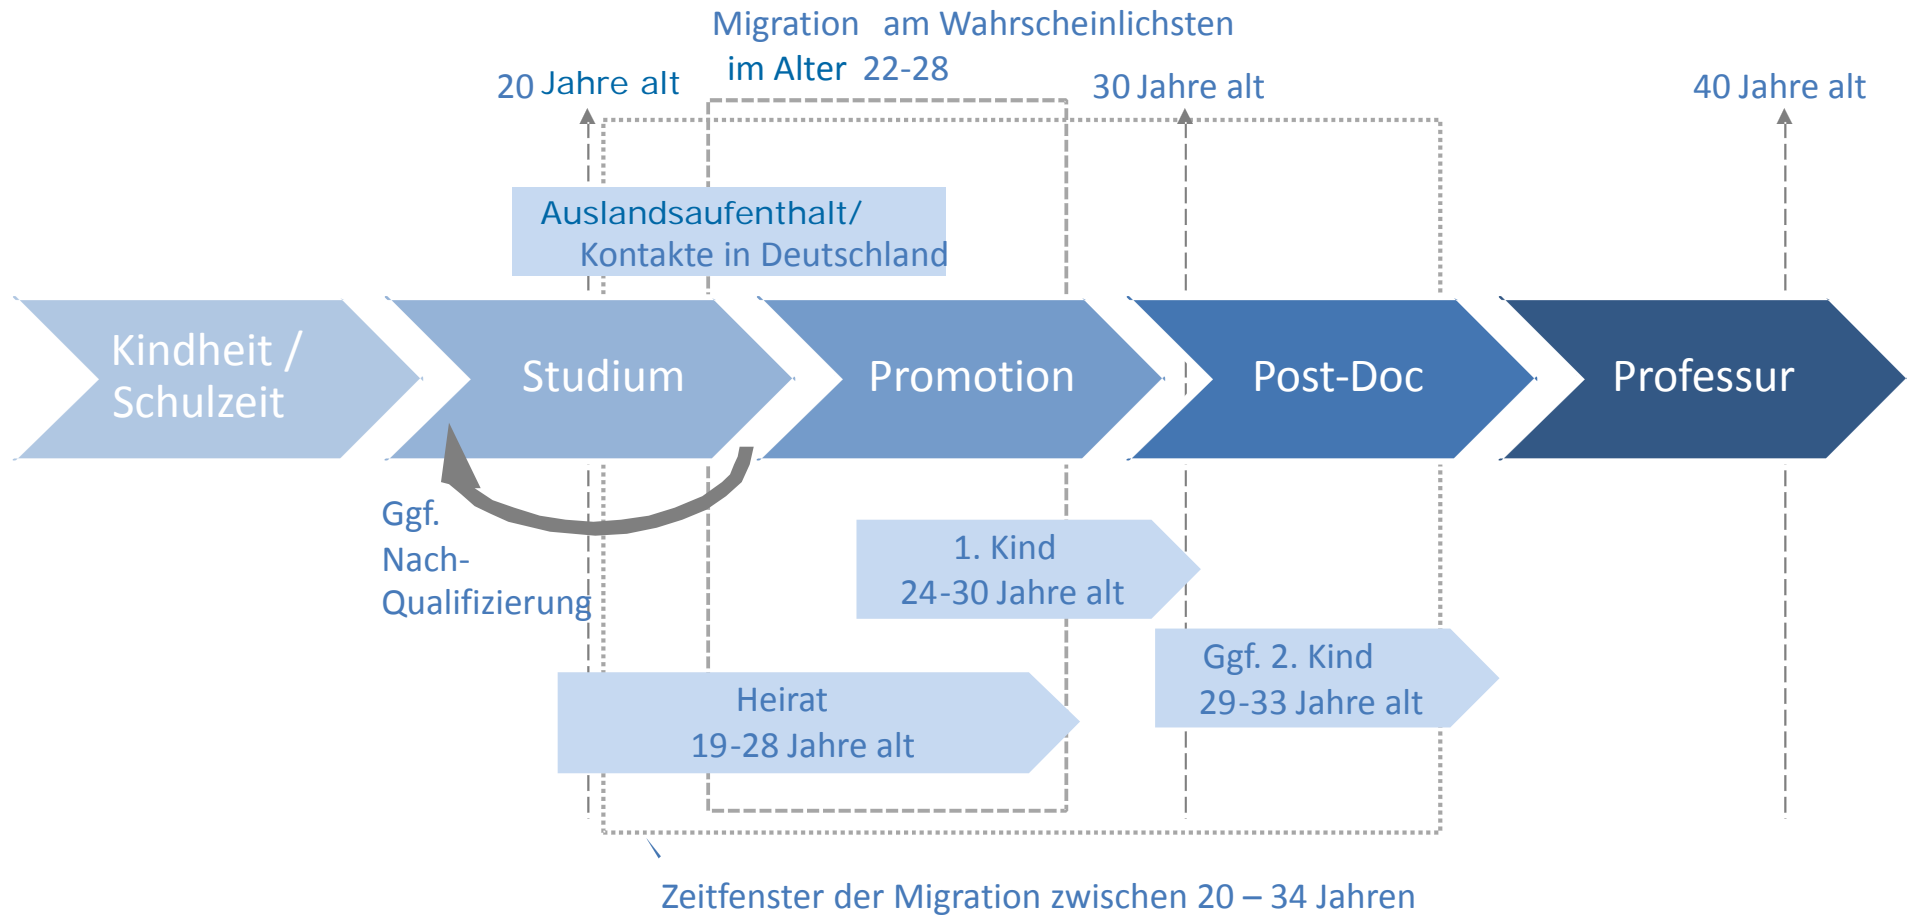 Migration am Wahrscheinlichsten
im Alter 22-28
20 Jahre alt
30 Jahre alt
40 Jahre alt
Auslandsaufenthalt/
Kontakte in Deutschland
Kindheit /
Schulzeit
Studium
Promotion
Post-Doc
Professur
Ggf.
Nach-
Qualifizierung
1. Kind
24-30 Jahre alt
Ggf. 2. Kind
29-33 Jahre alt
Heirat
19-28 Jahre alt
Zeitfenster der Migration zwischen 20 – 34 Jahren